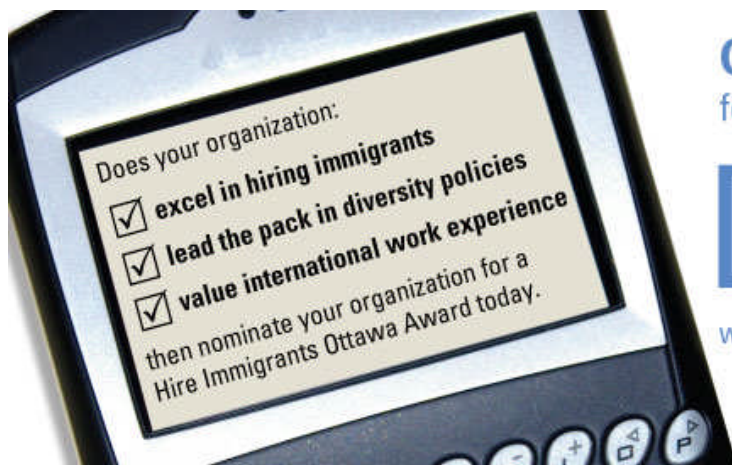 Does your organization:
☑ excel in hiring immigrants
☑ lead the pack in diversity policies
☑ value international work experience
then nominate your organization for a
Hire Immigrants Ottawa Award today.
P